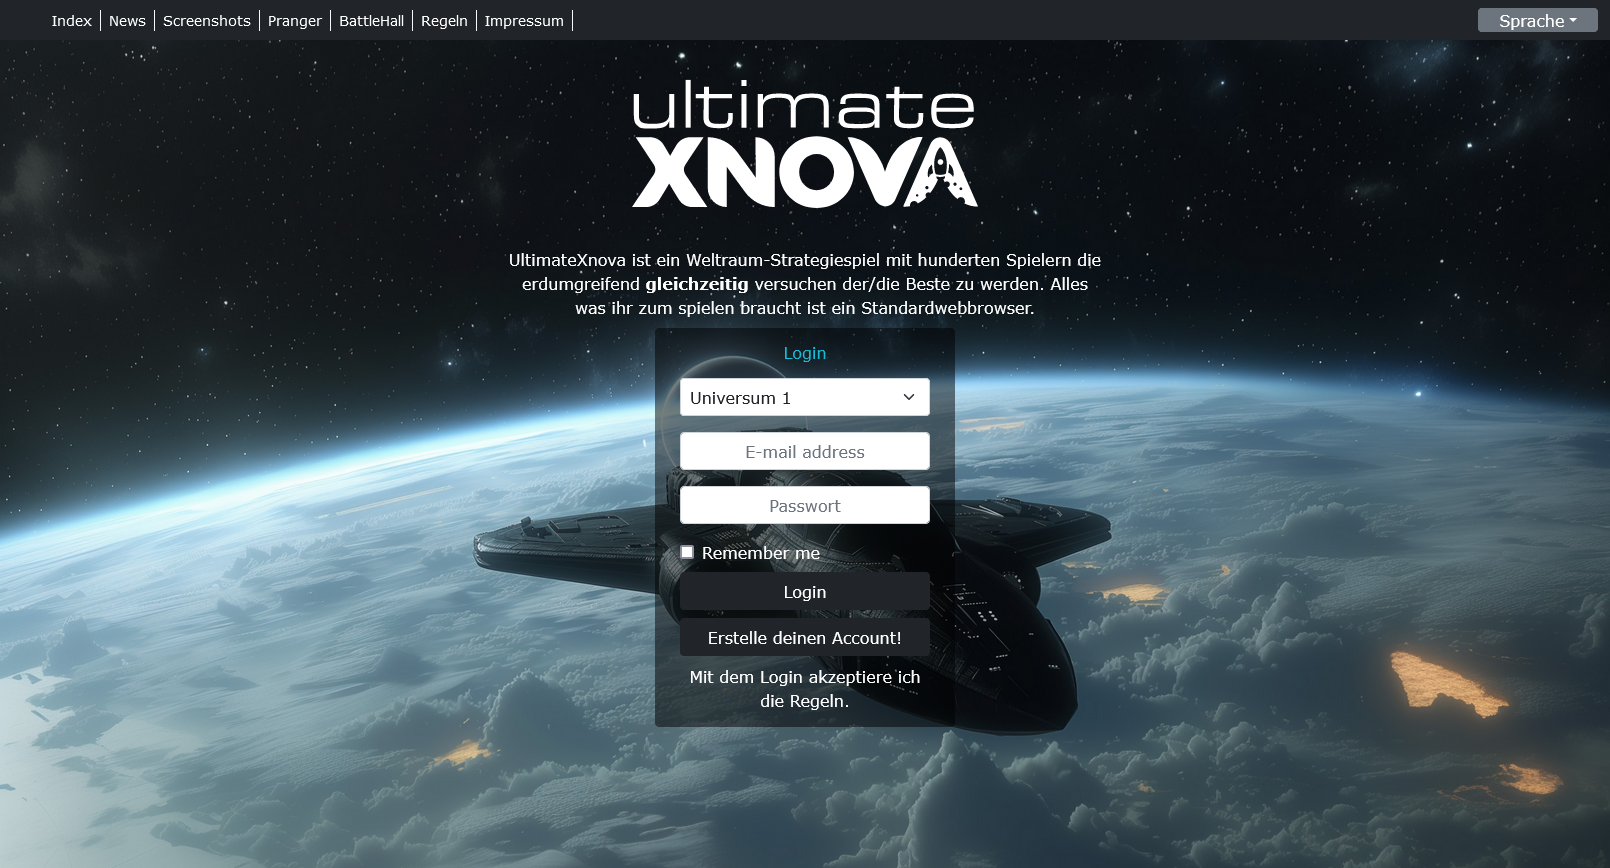 Index News Screenshots Pranger BattleHall Regeln Impressum Sprache
ultimate
XNOVA
UltimateXnova ist ein Weltraum-Strategiespiel mit hunderten Spielern die
erdumgreifend gleichzeitig versuchen der/die Beste zu werden. Alles
was ihr zum spielen braucht ist ein Standardwebbrowser.
Login
Universum 1
E-mail address
Passwort
Remember me
Login
Erstelle deinen Account!
Mit dem Login akzeptiere ich
die Regeln.